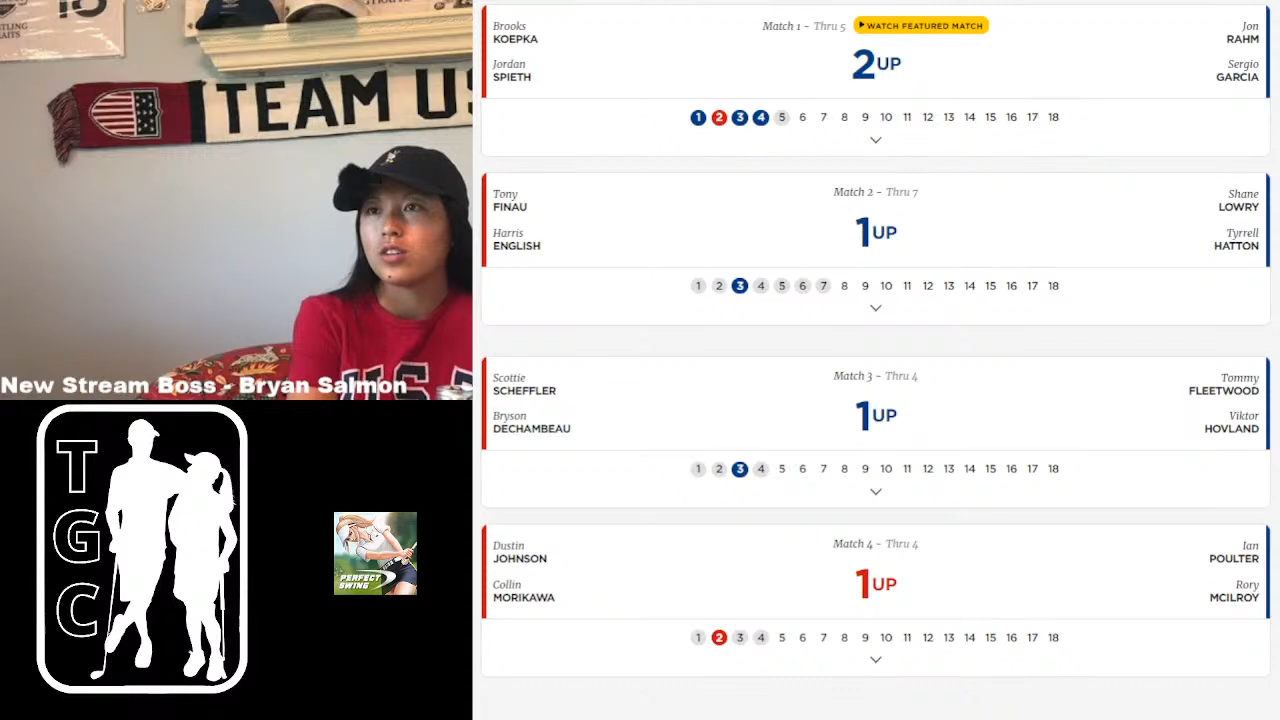 TEAM US
U.S.
New Stream Boss - Bryan Salmon
T
G
C
PERFECT
SWING
Brooks
KOEPKA
Jordan
SPIETH
Match 1 - Thru 5
WATCH FEATURED MATCH
2UP
Jon
RAHM
Sergio
GARCIA
1 2 3 4 5 6 7 8 9 10 11 12 13 14 15 16 17 18
Tony
FINAU
Harris
ENGLISH
Match 2 - Thru 7
1UP
Shane
LOWRY
Tyrrell
HATTON
1 2 3 4 5 6 7 8 9 10 11 12 13 14 15 16 17 18
Scottie
SCHEFFLER
Bryson
DECHAMBEAU
Match 3 - Thru 4
1UP
Tommy
FLEETWOOD
Viktor
HOVLAND
1 2 3 4 5 6 7 8 9 10 11 12 13 14 15 16 17 18
Dustin
JOHNSON
Collin
MORIKAWA
Match 4 - Thru 4
1UP
Ian
POULTER
Rory
MCILROY
1 2 3 4 5 6 7 8 9 10 11 12 13 14 15 16 17 18